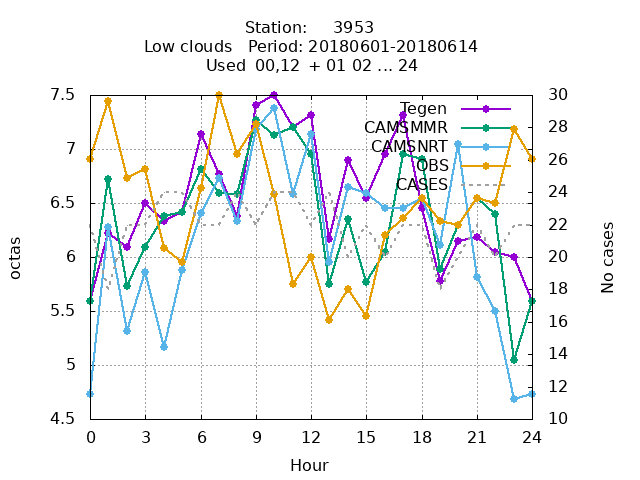 Station: 3953
Low clouds Period: 20180601-20180614
Used 00,12 + 01 02 ... 24
7.5 30
Tegen
CAMSMMR 28
7 CAMSNRT
OBS 26
CASES
6.5 24
22
6 20
5.5 18
16
5 14
12
4.5 10
0 3 6 9 12 15 18 21 24
Hour
octas
No cases